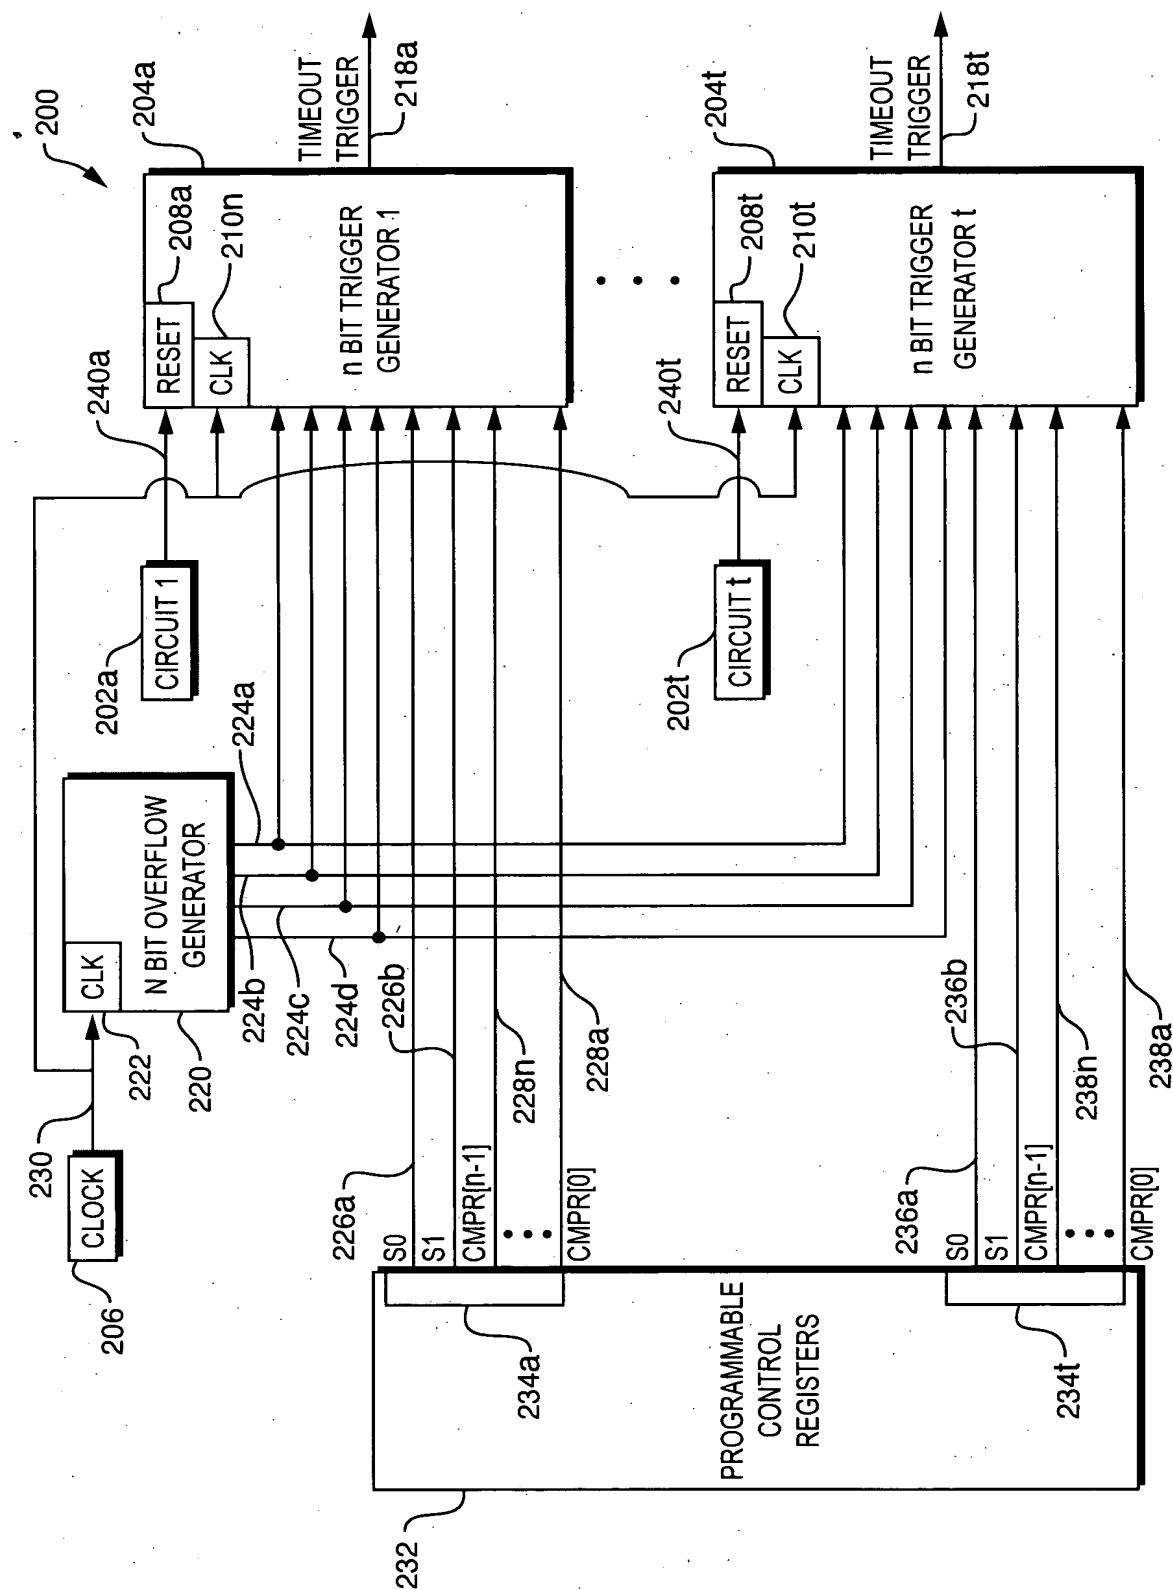 200
CLOCK
206
230
CLK
222
N BIT OVERFLOW
GENERATOR
220
224a
224b
224c
224d
CIRCUIT 1
202a
240a
RESET
208a
CLK
210n
n BIT TRIGGER
GENERATOR 1
204a
TIMEOUT
TRIGGER
218a
226a
226b
228n
228a
S0
S1
CMPR[n-1]
CMPR[0]
234a
PROGRAMMABLE
CONTROL
REGISTERS
232
CIRCUIT t
202t
240t
RESET
208t
CLK
210t
n BIT TRIGGER
GENERATOR t
204t
TIMEOUT
TRIGGER
218t
236a
236b
238n
238a
S0
S1
CMPR[n-1]
CMPR[0]
234t